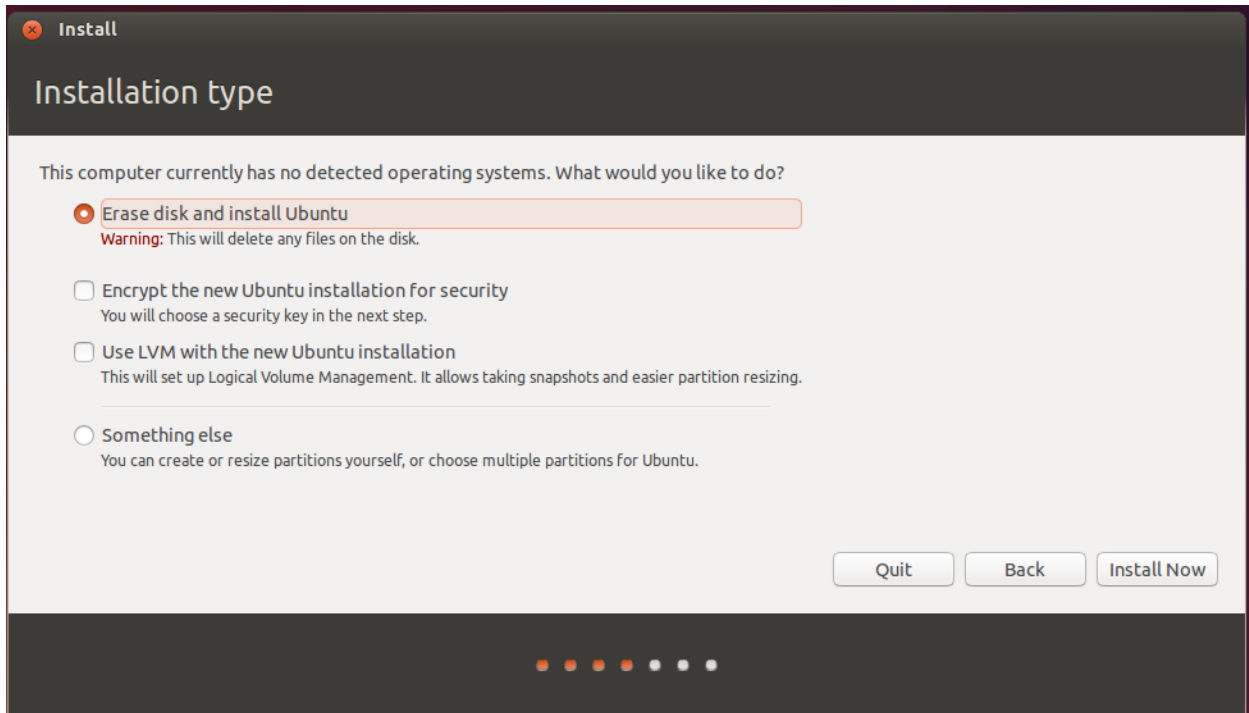 Install
Installation type
This computer currently has no detected operating systems. What would you like to do?
Erase disk and install Ubuntu
Warning: This will delete any files on the disk.
Encrypt the new Ubuntu installation for security
You will choose a security key in the next step.
Use LVM with the new Ubuntu installation
This will set up Logical Volume Management. It allows taking snapshots and easier partition resizing.
Something else
You can create or resize partitions yourself, or choose multiple partitions for Ubuntu.
Quit Back Install Now